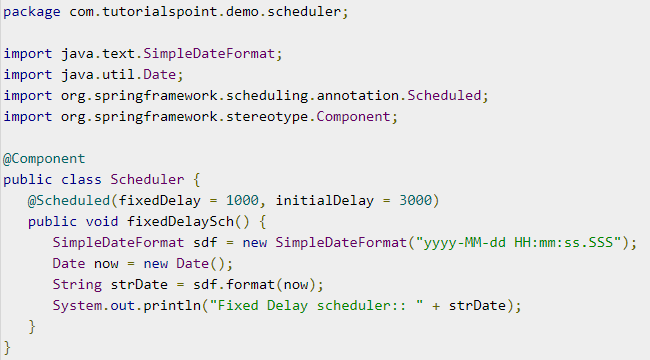 package com.tutorialspoint.demo.scheduler;

import java.text.SimpleDateFormat;
import java.util.Date;
import org.springframework.scheduling.annotation.Scheduled;
import org.springframework.stereotype.Component;

@Component
public class Scheduler {
   @Scheduled(fixedDelay = 1000, initialDelay = 3000)
   public void fixedDelaySch() {
      SimpleDateFormat sdf = new SimpleDateFormat("yyyy-MM-dd HH:mm:ss.SSS");
      Date now = new Date();
      String strDate = sdf.format(now);
      System.out.println("Fixed Delay scheduler:: " + strDate);
   }
}